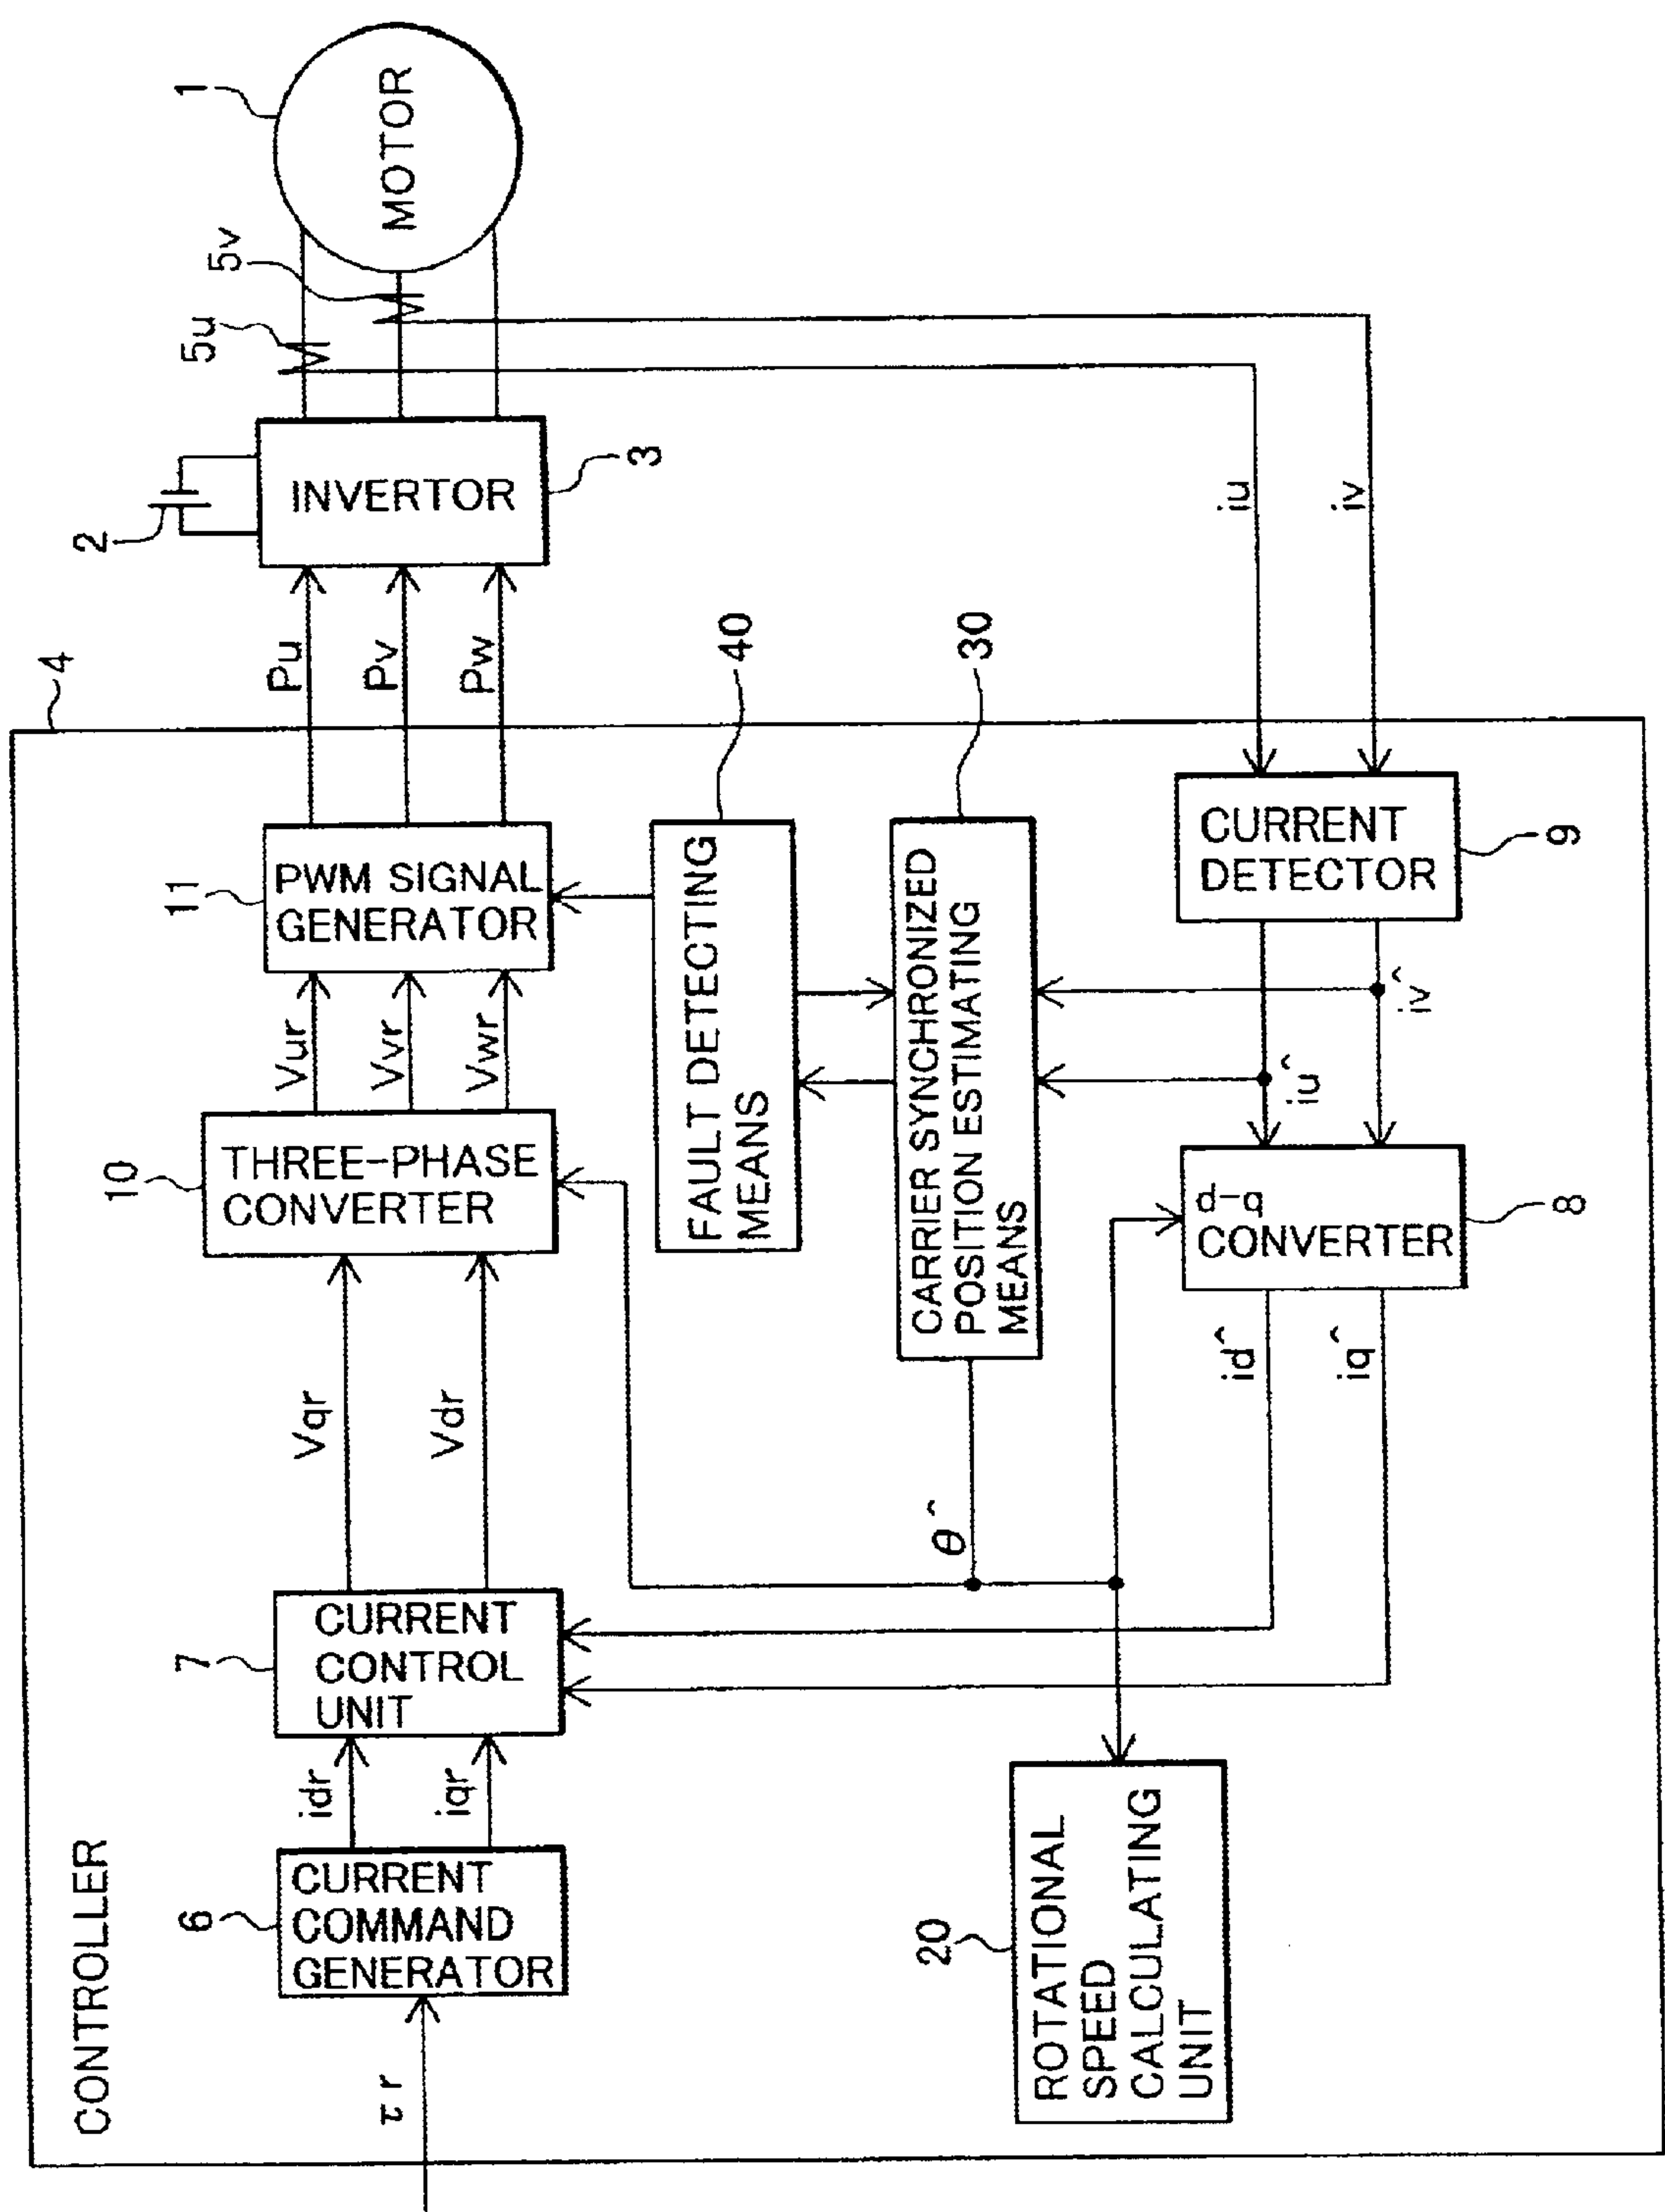 CONTROLLER
4
τr
6
CURRENT
COMMAND
GENERATOR
idr
iqr
7
CURRENT
CONTROL
UNIT
Vqr
Vdr
10
THREE-PHASE
CONVERTER
Vur
Vvr
Vwr
11
PWM SIGNAL
GENERATOR
Pu
Pv
Pw
2
INVERTOR
3
5u
5v
1
MOTOR
40
FAULT DETECTING
MEANS
30
CARRIER SYNCHRONIZED
POSITION ESTIMATING
MEANS
θ^
20
ROTATIONAL
SPEED
CALCULATING
UNIT
id^
iq^
d-q
CONVERTER
8
iu^
iv^
CURRENT
DETECTOR
9
iu
iv